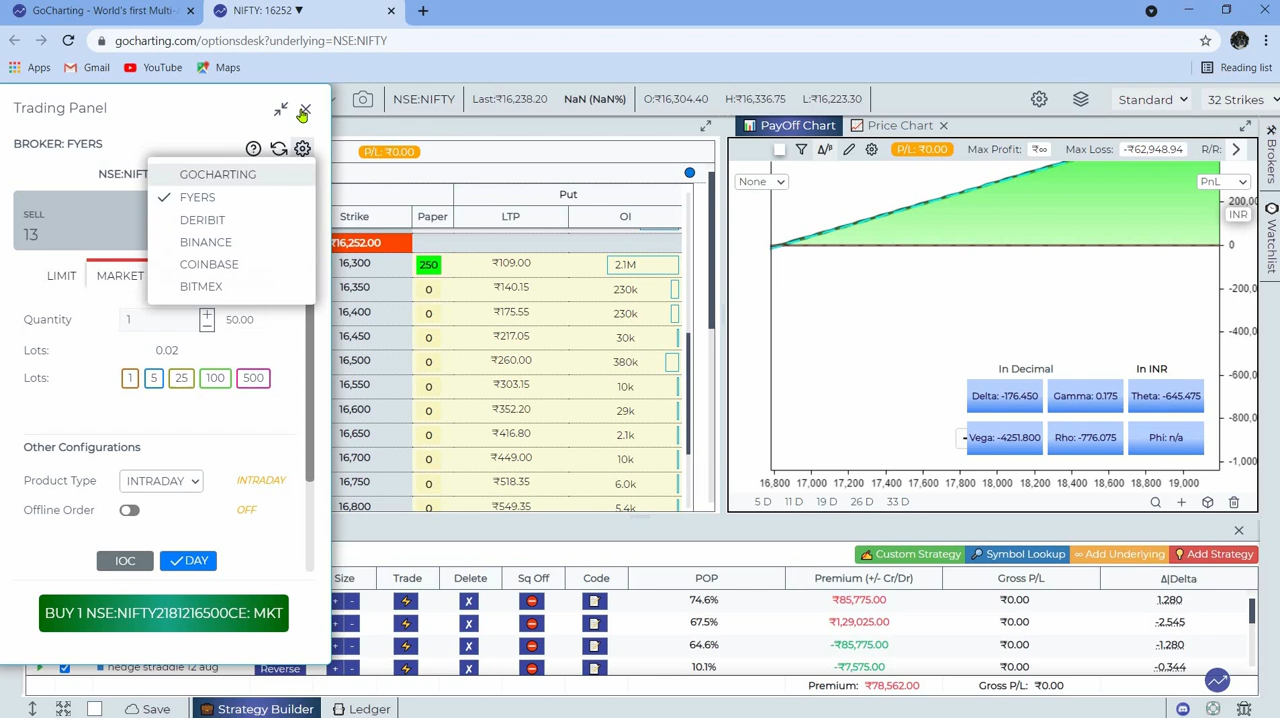 GoCharting - World's first Multi-
NIFTY: 16252 ▼
gocharting.com/optionsdesk?underlying=NSE:NIFTY
Apps
Gmail
YouTube
Maps
Reading list
Trading Panel
NSE:NIFTY
Last:16,238.20
NaN (NaN%)
O:16,304.40
H:16,336.75
L:16,223.30
Standard
32 Strikes
BROKER: FYERS
NSE:NIFT
GOCHARTING
FYERS
DERIBIT
BINANCE
COINBASE
BITMEX
SELL
13
LIMIT
MARKET
Quantity
1
50.00
Lots:
0.02
Lots:
1
5
25
100
500
Other Configurations
Product Type
INTRADAY
INTRADAY
Offline Order
OFF
IOC
DAY
BUY 1 NSE:NIFTY2181216500CE: MKT
P/L: ₹0.00
Put
Strike
Paper
LTP
OI
₹16,252.00
16,300 250 ₹109.00 2.1M
16,350 0 ₹140.15 230k
16,400 0 ₹175.55 230k
16,450 0 ₹217.05 30k
16,500 0 ₹260.00 380k
16,550 0 ₹303.15 10k
16,600 0 ₹352.20 29k
16,650 0 ₹416.80 2.1k
16,700 0 ₹449.00 10k
16,750 0 ₹518.35 6.0k
16,800 0 ₹549.35 5.4k
PayOff Chart
Price Chart
Δ/β
P/L: ₹0.00
Max Profit: ₹∞
Max Loss: -₹62,948.94
R/R:
None
PnL
200,00
INR
0
-200,0
-400,0
-600,0
-800,0
-1,000
In Decimal
In INR
Delta: -176.450
Gamma: 0.175
Theta: -645.475
Vega: -4251.800
Rho: -776.075
Phi: n/a
16,800 17,000 17,200 17,400 17,600 17,800 18,000 18,200 18,400 18,600 18,800 19,000
5 D 11 D 19 D 26 D 33 D
Brokers
Watchlist
Custom Strategy
Symbol Lookup
Add Underlying
Add Strategy
Size
Trade
Delete
Sq Off
Code
POP
Premium (+/- Cr/Dr)
Gross P/L
Δ|Delta
+ - 74.6% ₹85,775.00 ₹0.00 1.280
+ - 67.5% ₹1,29,025.00 ₹0.00 -2.545
+ - 64.6% -₹85,775.00 ₹0.00 -1.280
hedge straddle 12 aug Reverse + - 10.1% -₹7,575.00 ₹0.00 -0.344
Premium: ₹78,562.00
Gross P/L: ₹0.00
Save
Strategy Builder
Ledger